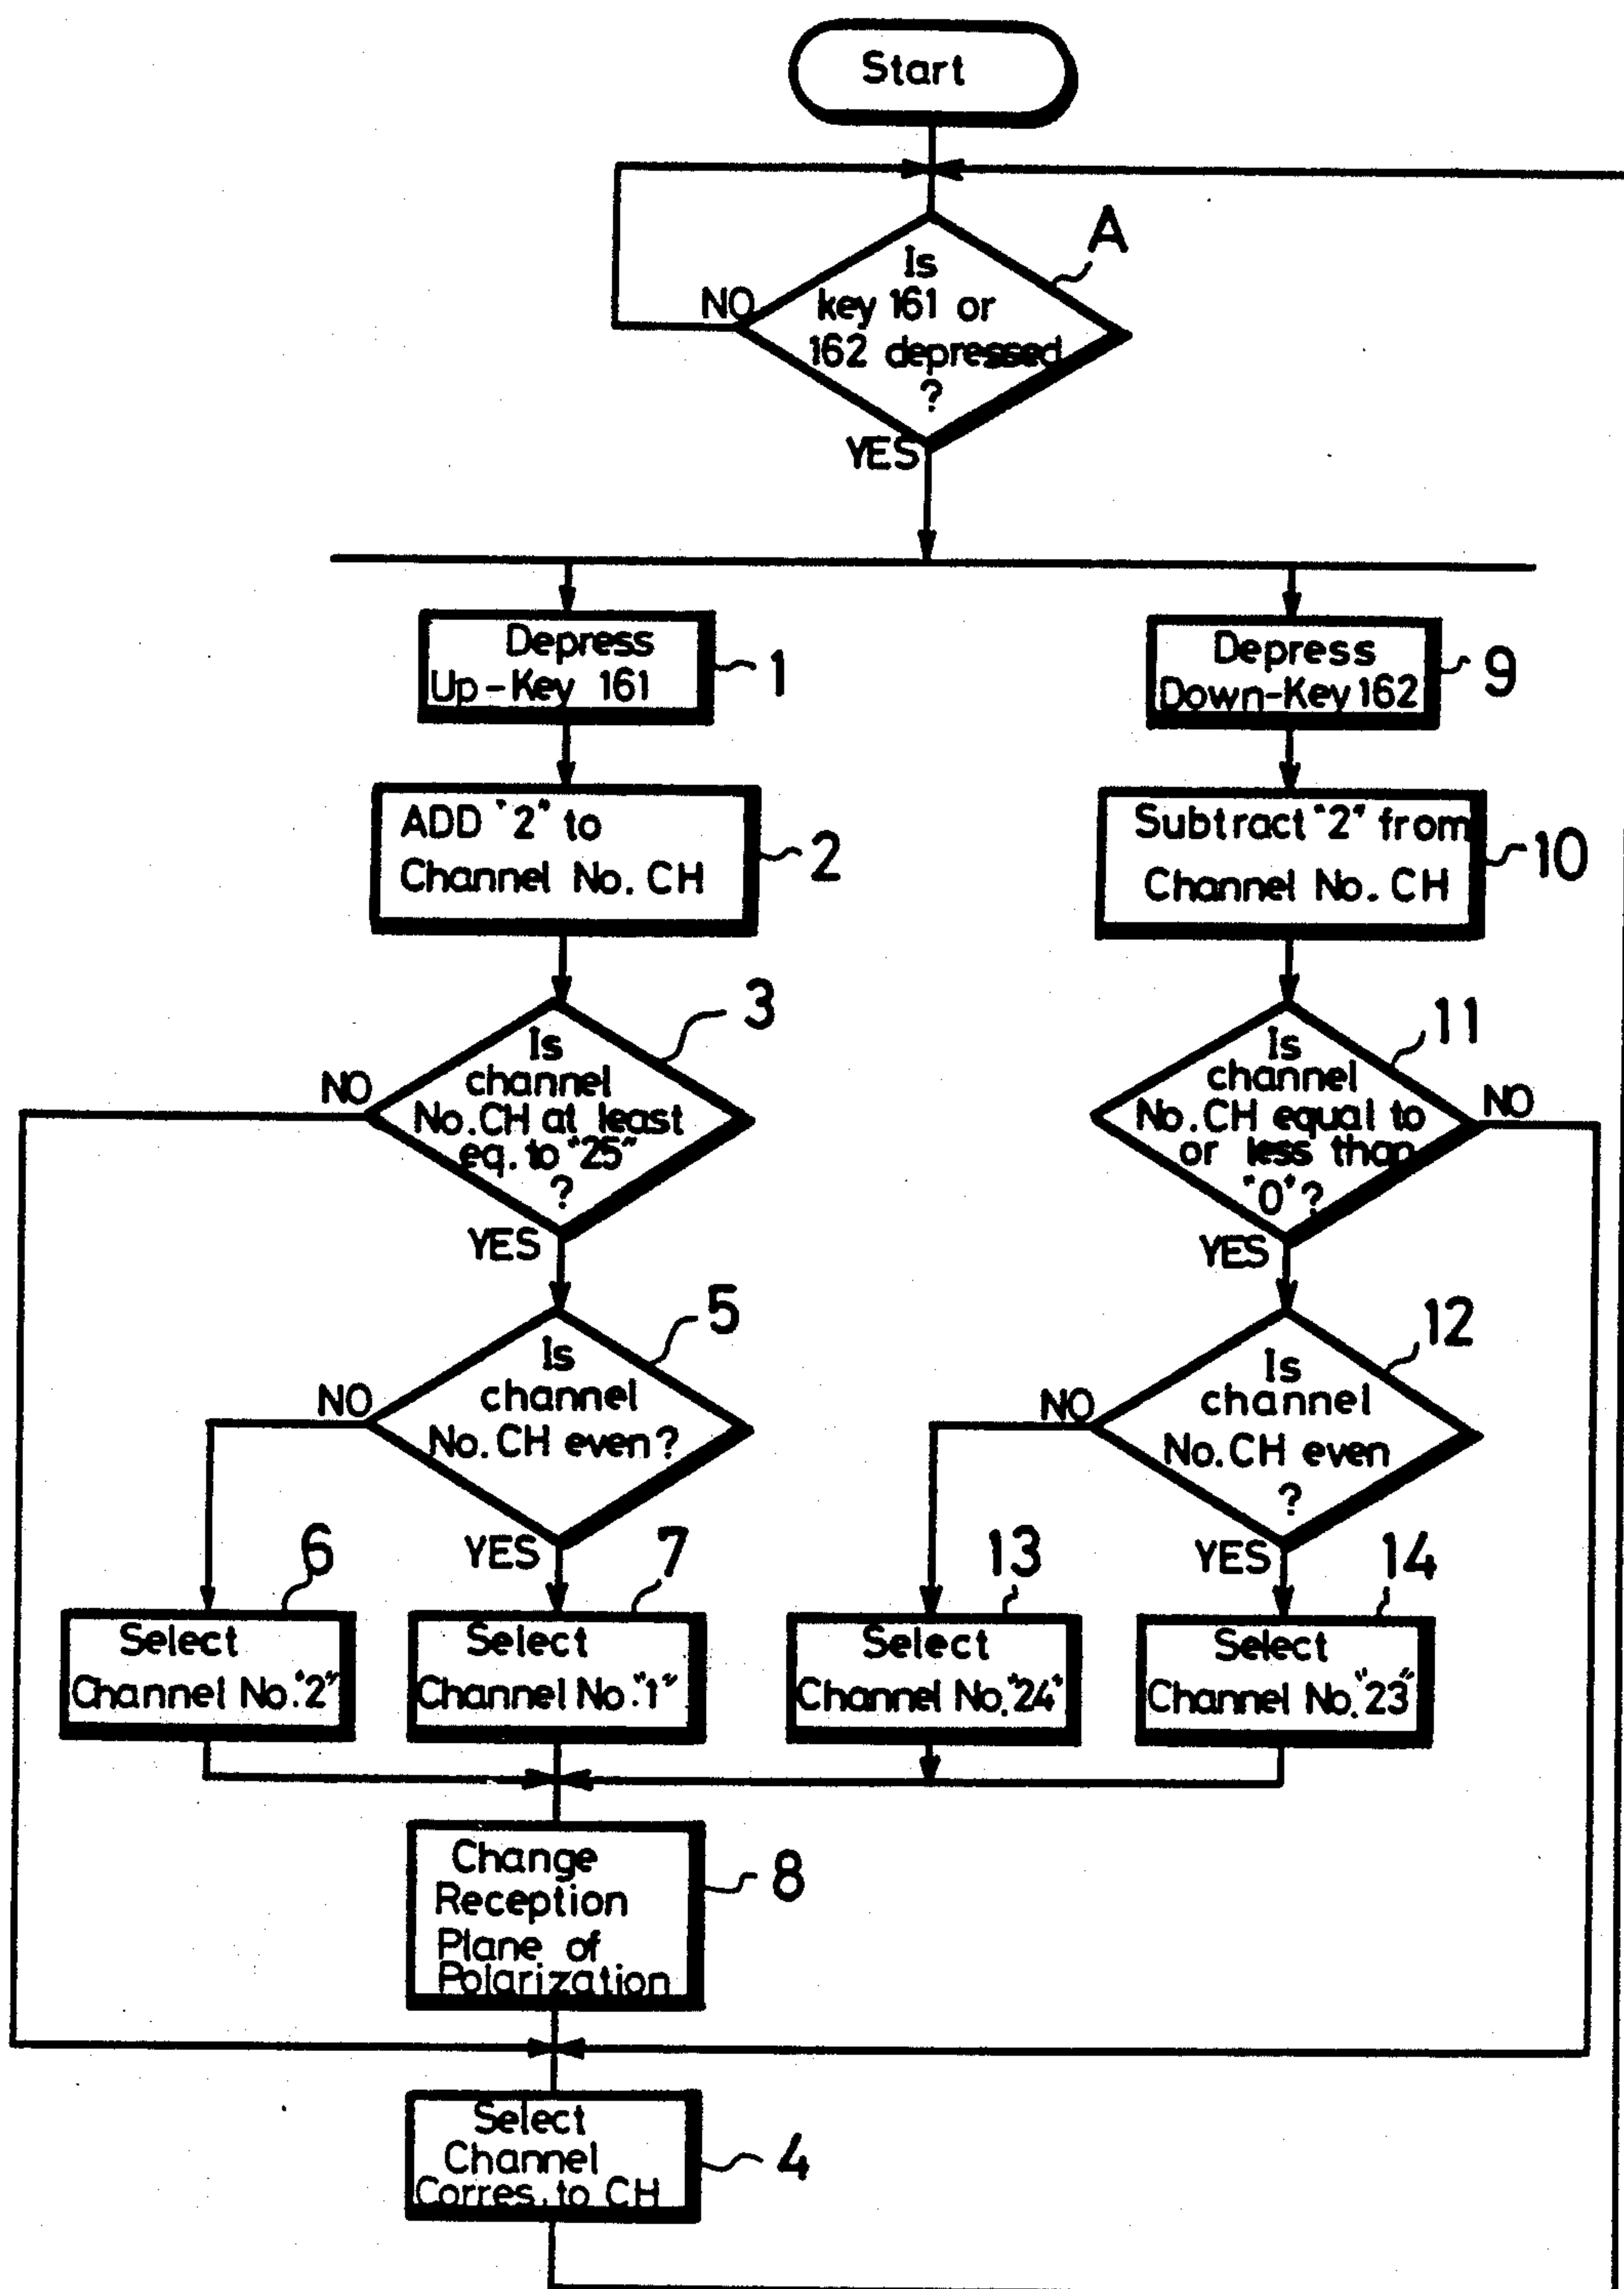 Start
A
Is
key 161 or
162 depressed
?
NO
YES
Depress
Up-Key 161
1
ADD "2" to
Channel No. CH
2
Is
channel
No. CH at least
eq. to "25"
?
3
NO
YES
Is
channel
No. CH even?
5
NO
YES
6
Select
Channel No. "2"
7
Select
Channel No. "1"
Depress
Down-Key 162
9
Subtract "2" from
Channel No. CH
10
Is
channel
No. CH equal to
or less than
"0"?
11
NO
YES
Is
channel
No. CH even
?
12
NO
YES
13
Select
Channel No. "24"
14
Select
Channel No. "23"
Change
Reception
Plane of
Polarization
8
Select
Channel
Corres. to CH
4